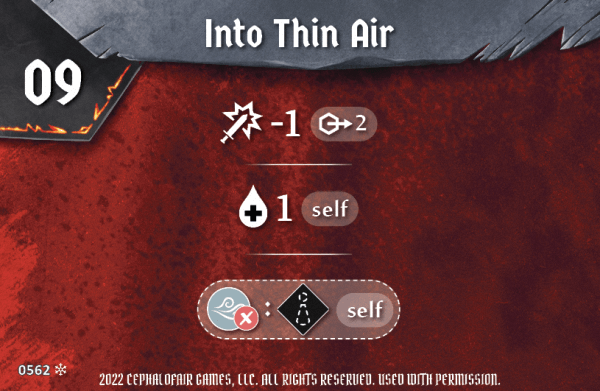 Into Thin Air
09
-1 2
1 self
: self
0562
2022 CEPHALOFAIR GAMES, LLC. ALL RIGHTS RESERVED. USED WITH PERMISSION.